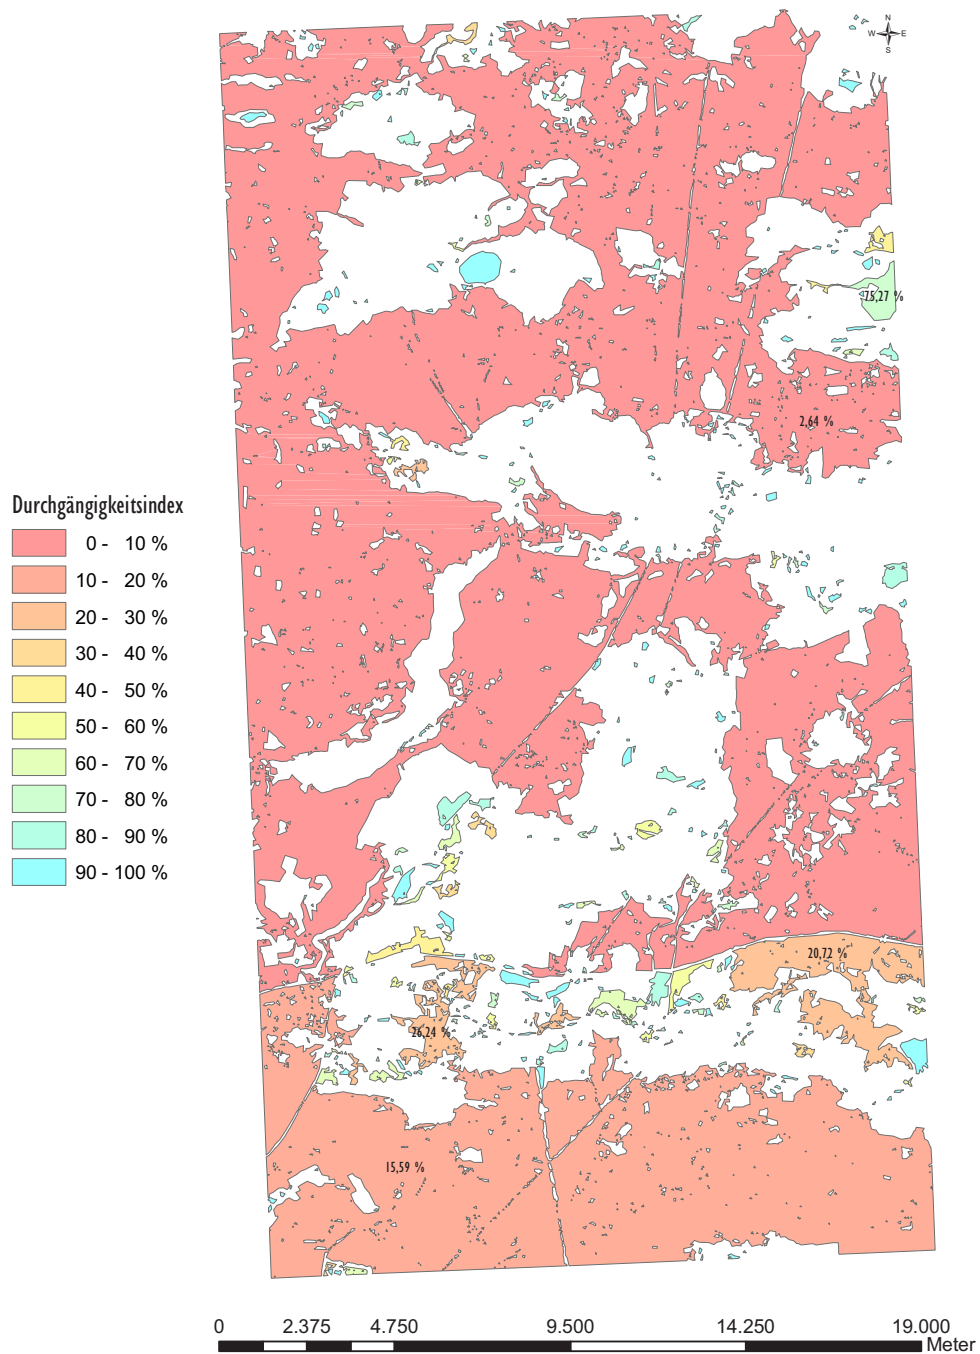 N
W E
S
75,27 %
2,64 %
Durchgängigkeitsindex
0 - 10 %
10 - 20 %
20 - 30 %
30 - 40 %
40 - 50 %
50 - 60 %
60 - 70 %
70 - 80 %
80 - 90 %
90 - 100 %
20,72 %
26,24 %
15,59 %
0 2.375 4.750 9.500 14.250 19.000
Meter